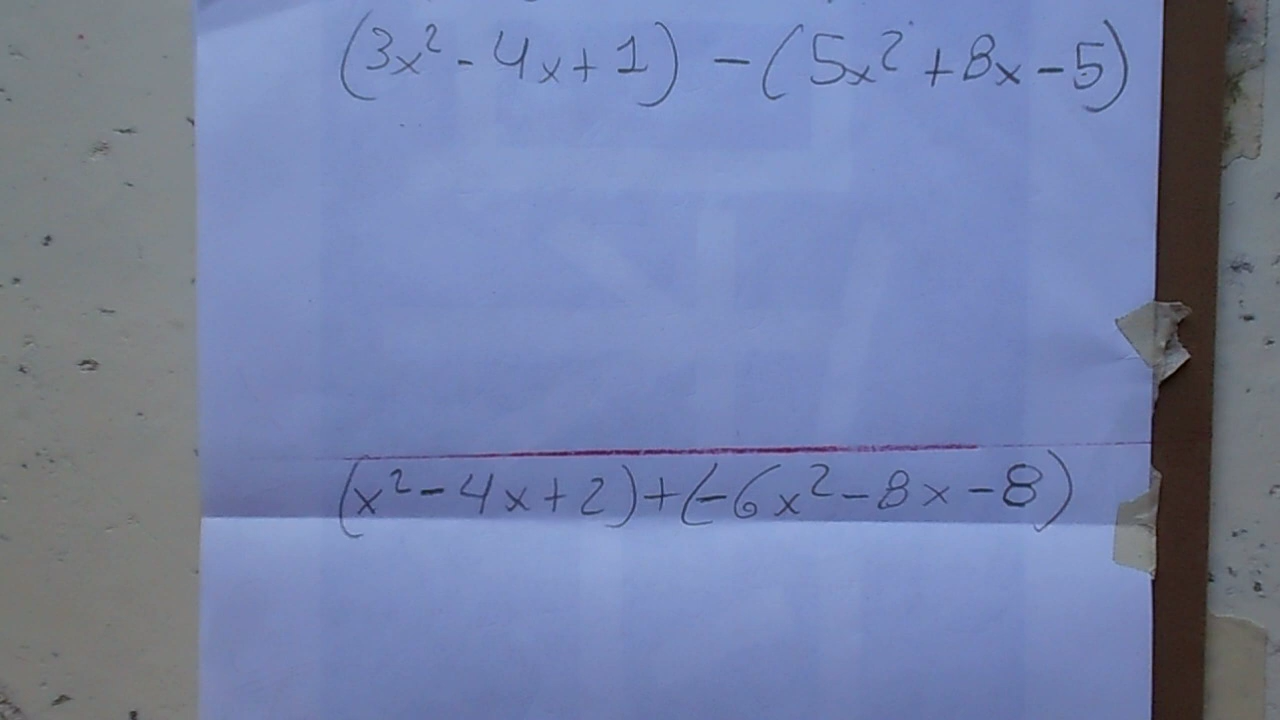 (3x² - 4x + 1) - (5x² + 8x - 5)
(x² - 4x + 2) + (-6x² - 8x - 8)